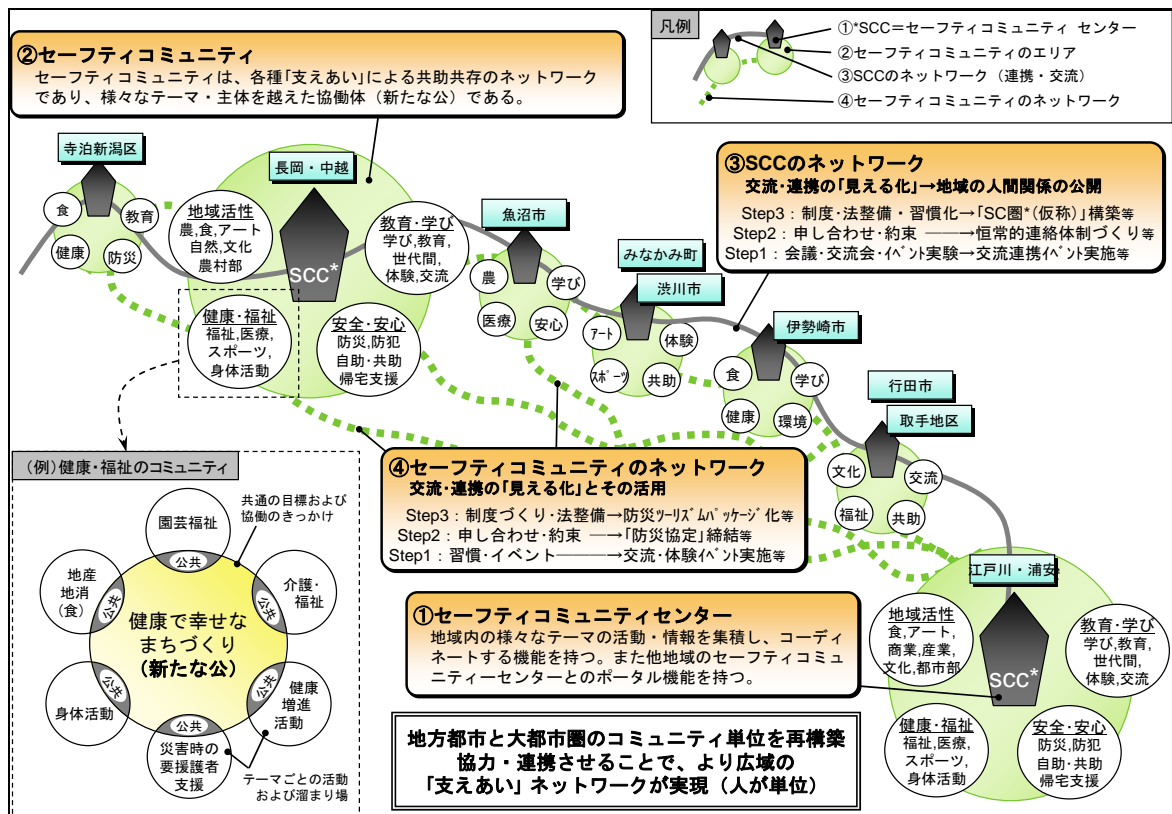 凡例
①*SCC＝セーフティコミュニティ センター
②セーフティコミュニティのエリア
③SCCのネットワーク（連携・交流）
④セーフティコミュニティのネットワーク
②セーフティコミュニティ
セーフティコミュニティは、各種「支えあい」による共助共存のネットワーク
であり、様々なテーマ・主体を越えた協働体（新たな公）である。
寺泊新潟区
食
教育
健康
防災
長岡・中越
地域活性
農,食,アート
自然,文化
農村部
教育・学び
学び,教育,
世代間,
体験,交流
SCC*
健康・福祉
福祉,医療,
スポーツ,
身体活動
安全・安心
防災,防犯
自助・共助
帰宅支援
魚沼市
農
学び
医療
安心
みなかみ町
渋川市
アート
体験
スポーツ
共助
③SCCのネットワーク
交流・連携の「見える化」→地域の人間関係の公開
Step3：制度・法整備・習慣化→「SC圏*（仮称）」構築等
Step2：申し合わせ・約束 ――→恒常的連絡体制づくり等
Step1：会議・交流会・イベント実験→交流連携イベント実施等
伊勢崎市
食
学び
健康
環境
行田市
取手地区
文化
交流
福祉
共助
④セーフティコミュニティのネットワーク
交流・連携の「見える化」とその活用
Step3：制度づくり・法整備→防災ツーリズムパッケージ化等
Step2：申し合わせ・約束 ―→「防災協定」締結等
Step1：習慣・イベント――――→交流・体験イベント実施等
(例)健康・福祉のコミュニティ
共通の目標および
協働のきっかけ
園芸福祉
公共
地産
地消
(食)
公共
介護・
福祉
公共
健康で幸せな
まちづくり
(新たな公)
身体活動
公共
健康
増進
活動
公共
公共
災害時の
要援護者
支援
テーマごとの活動
および溜まり場
①セーフティコミュニティセンター
地域内の様々なテーマの活動・情報を集積し、コーディ
ネートする機能を持つ。また他地域のセーフティコミュ
ニティーセンターとのポータル機能を持つ。
江戸川・浦安
地域活性
食,アート,
商業,産業,
文化,都市部
教育・学び
学び,教育,
世代間,
体験,交流
SCC*
健康・福祉
福祉,医療,
スポーツ,
身体活動
安全・安心
防災,防犯
自助・共助
帰宅支援
地方都市と大都市圏のコミュニティ単位を再構築
協力・連携させることで、より広域の
「支えあい」ネットワークが実現（人が単位）